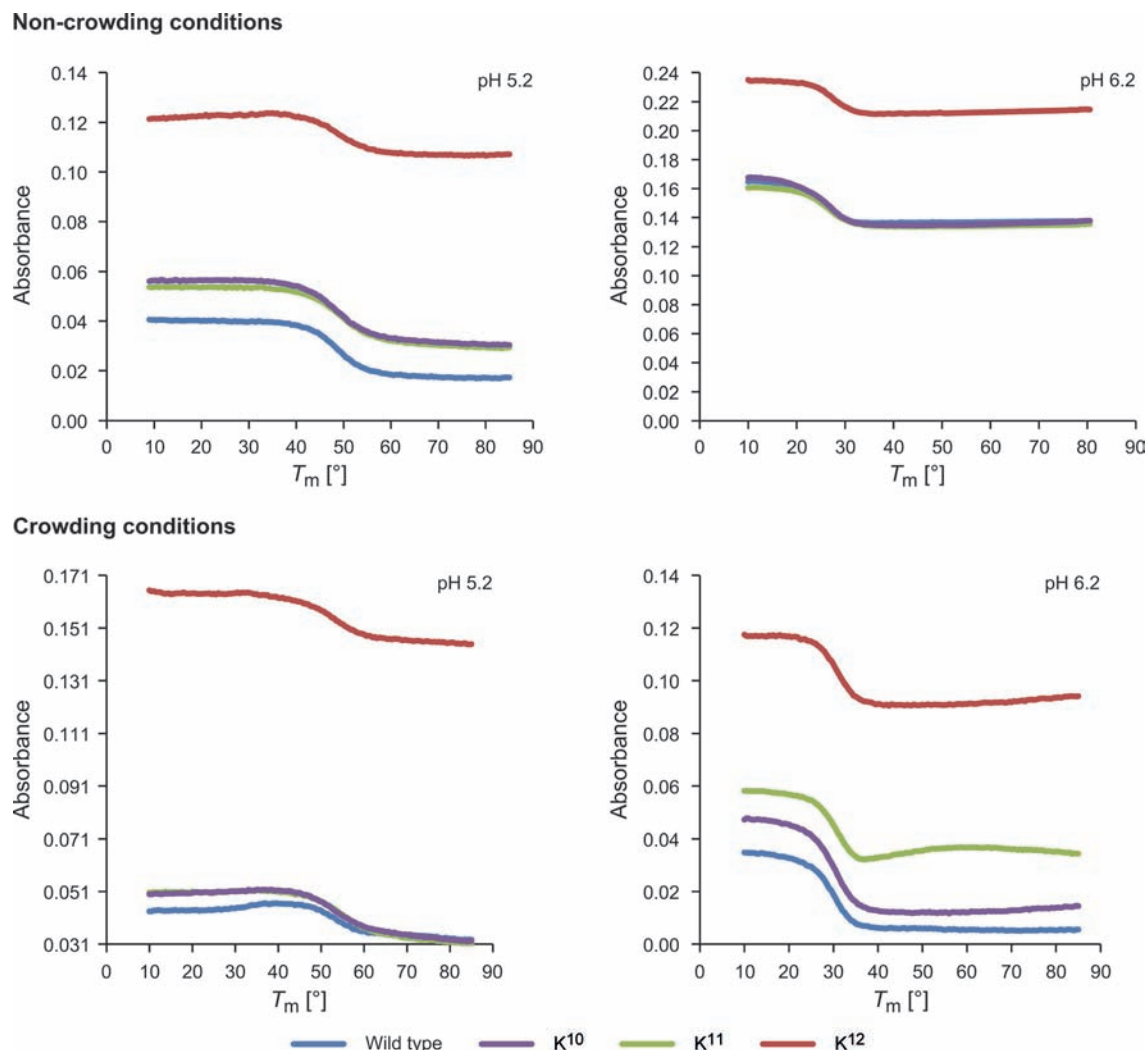 Non-crowding conditions
pH 5.2
Absorbance
0.14
0.12
0.10
0.08
0.06
0.04
0.02
0.00
0 10 20 30 40 50 60 70 80 90
Tm [°]
pH 6.2
Absorbance
0.24
0.22
0.20
0.18
0.16
0.14
0.12
0.10
0.08
0.06
0.04
0.02
0.00
0 10 20 30 40 50 60 70 80 90
Tm [°]
Crowding conditions
pH 5.2
Absorbance
0.171
0.151
0.131
0.111
0.091
0.071
0.051
0.031
0 10 20 30 40 50 60 70 80 90
Tm [°]
pH 6.2
Absorbance
0.14
0.12
0.10
0.08
0.06
0.04
0.02
0.00
0 10 20 30 40 50 60 70 80 90
Tm [°]
Wild type K¹⁰ K¹¹ K¹²